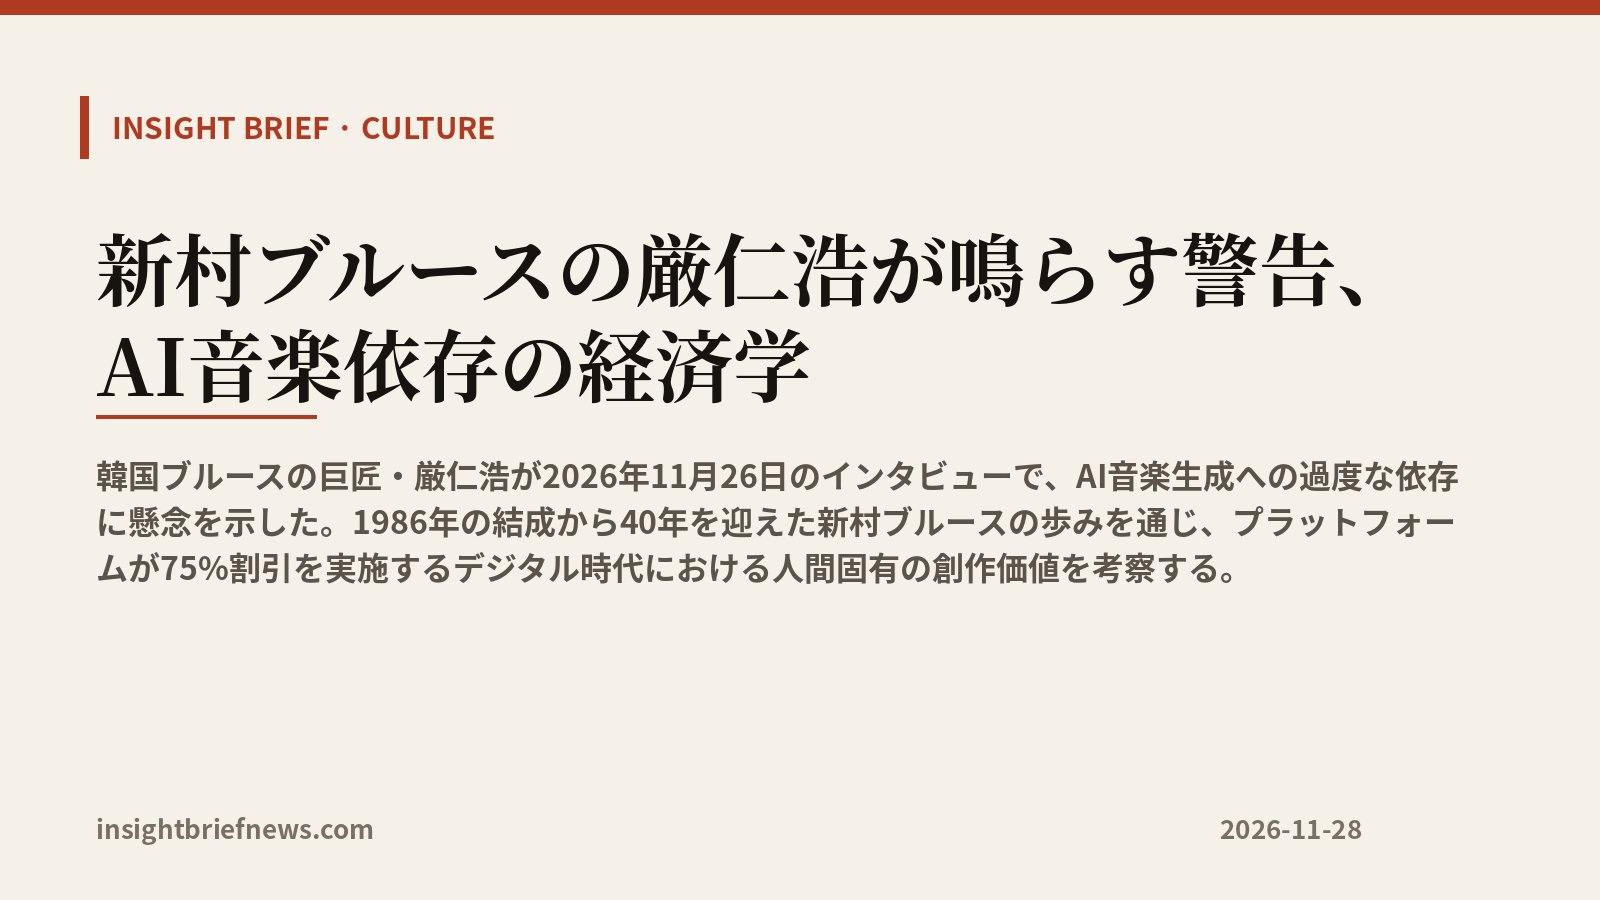 INSIGHT BRIEF · CULTURE
新村ブルースの厳仁浩が鳴らす警告、
AI音楽依存の経済学
韓国ブルースの巨匠・厳仁浩が2026年11月26日のインタビューで、AI音楽生成への過度な依存
に懸念を示した。1986年の結成から40年を迎えた新村ブルースの歩みを通じ、プラットフォー
ムが75%割引を実施するデジタル時代における人間固有の創作価値を考察する。
insightbriefnews.com
2026-11-28